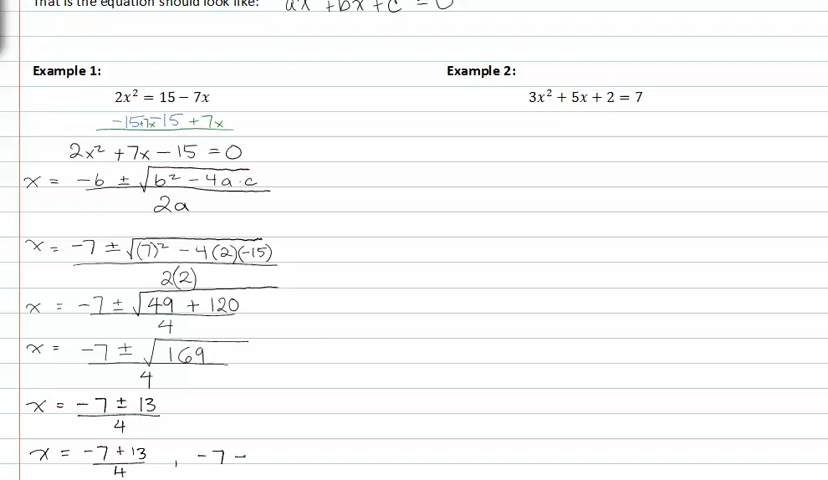 That is the equation should look like: ax + bx + c = 0
Example 1:
2x² = 15 − 7x
-15+7x -15 + 7x
2x² + 7x − 15 = 0
x = −b ± √(b² − 4a·c) / 2a
x = −7 ± √((7)² − 4(2)(−15)) / 2(2)
x = −7 ± √(49 + 120) / 4
x = −7 ± √169 / 4
x = −7 ± 13 / 4
x = −7 + 13 / 4 , −7 −
Example 2:
3x² + 5x + 2 = 7